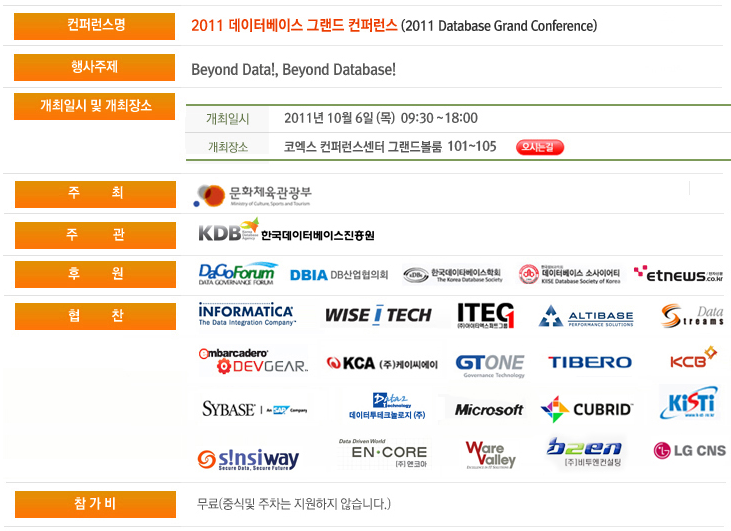 컨퍼런스명
2011 데이터베이스 그랜드 컨퍼런스 (2011 Database Grand Conference)
행사주제
Beyond Data!, Beyond Database!
개최일시 및 개최장소
개최일시 2011년 10월 6일 (목) 09:30 ~ 18:00
개최장소 코엑스 컨퍼런스센터 그랜드볼룸 101~105 오시는길
주 최
문화체육관광부
Ministry of Culture, Sports and Tourism
주 관
KDB Korea Database Agency 한국데이터베이스진흥원
후 원
DaGoForum
DATA GOVERNANCE FORUM
DBIA DB산업협의회
KDBS 한국데이타베이스학회
The Korea Database Society
데이터베이스 소사이어티
KIISE Database Society of Korea
etnews.co.kr
협 찬
INFORMATICA
The Data Integration Company™
WISE iTECH
ITEG
(주)아이티맥스피트그룹
ALTIBASE
PERFORMANCE SOLUTIONS
Data Streams
embarcadero
DEVGEAR
KCA (주)케이씨에이
GTONE
Governance Technology
TIBERO
KCB
SYBASE An SAP Company
Data2 Technology
데이터투테크놀로지 (주)
Microsoft
CUBRID
KiSTi
sinsiway
Secure Data, Secure Future
Data Driven World
EN-CORE
(주)엔코아
Ware Valley
b2en
(주)비투엔컨설팅
LG CNS
참 가 비
무료(중식및 주차는 지원하지 않습니다.)